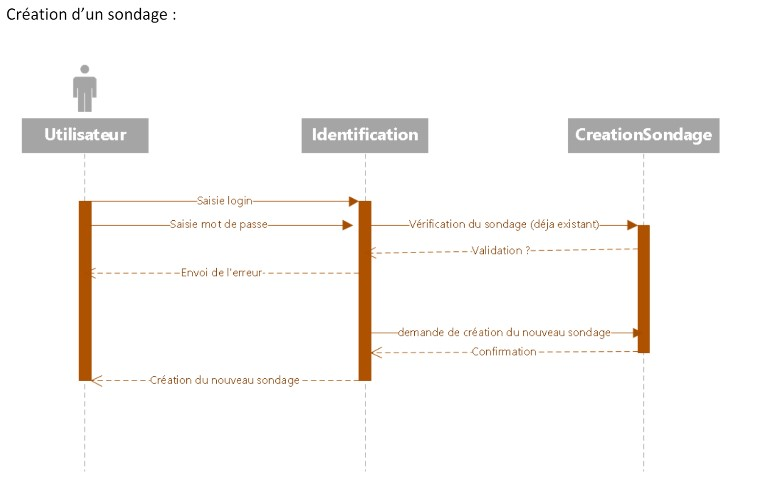 Création d'un sondage :
Utilisateur
Identification
CreationSondage
Saisie login
Saisie mot de passe
Vérification du sondage (déja existant)
Validation ?
Envoi de l'erreur
demande de création du nouveau sondage
Confirmation
Création du nouveau sondage